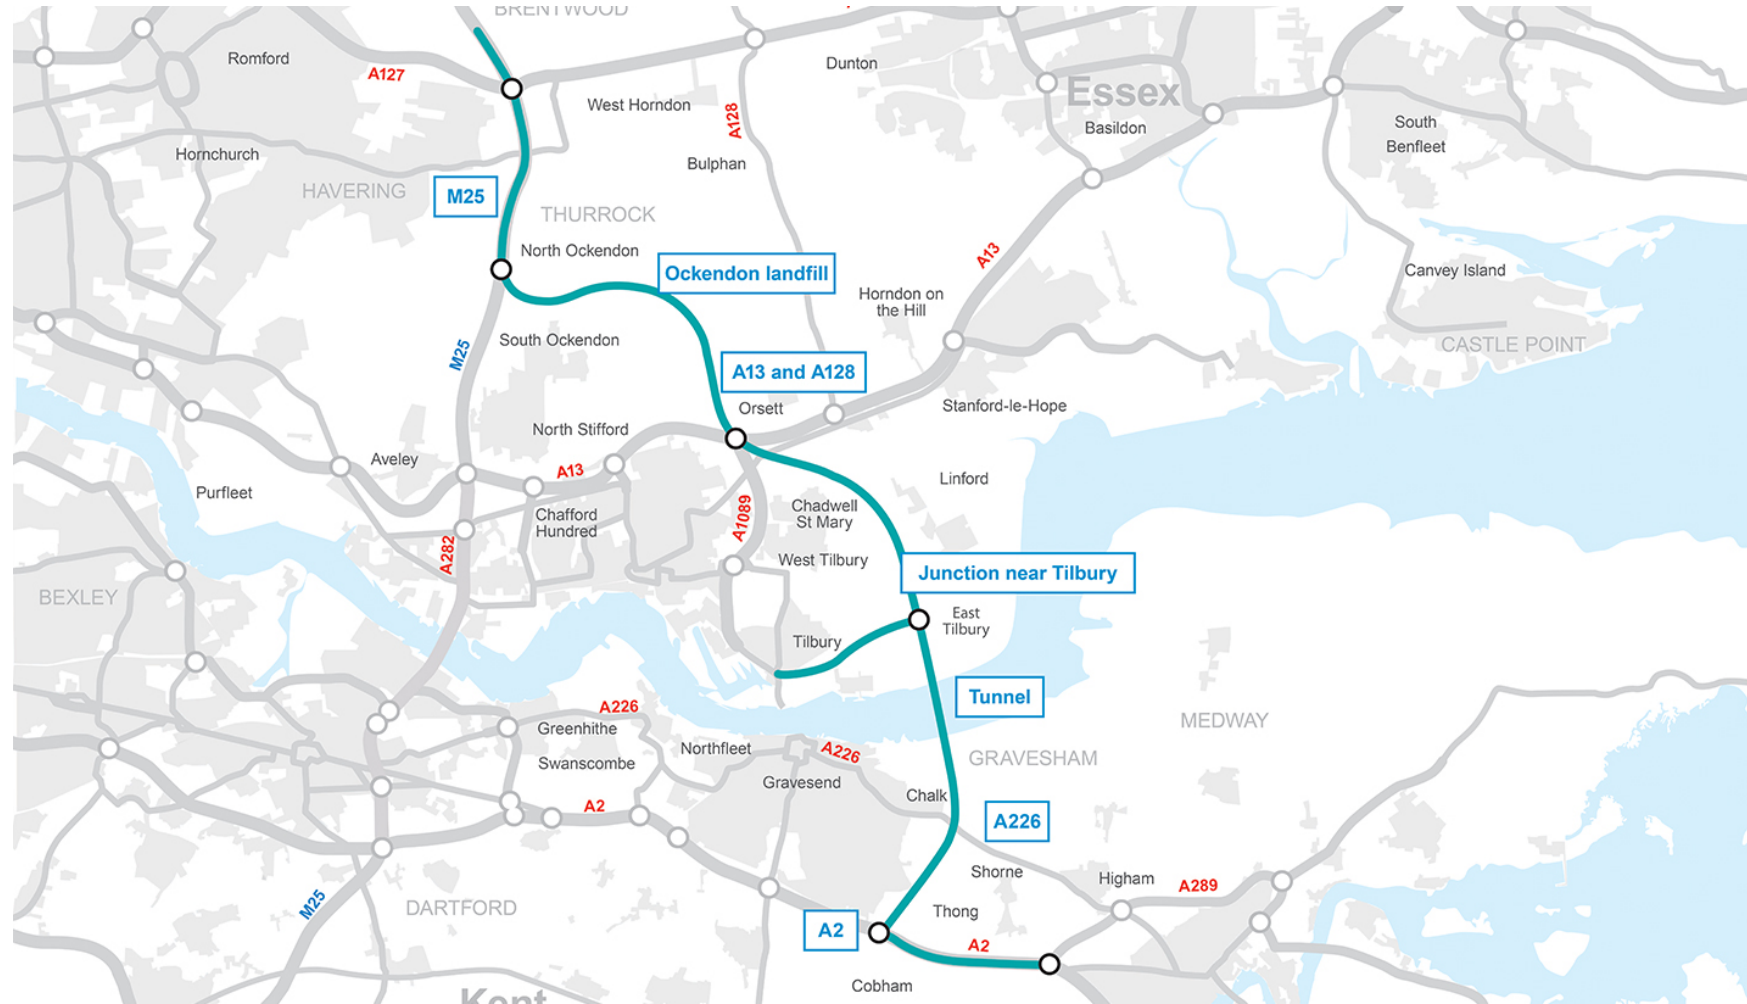 BRENTWOOD
Romford
A127
Dunton
Essex
West Horndon
A128
Basildon
South
Benfleet
Hornchurch
Bulphan
HAVERING
M25
THURROCK
North Ockendon
A13
Ockendon landfill
Canvey Island
Horndon on
the Hill
South Ockendon
M25
CASTLE POINT
A13 and A128
Orsett
Stanford-le-Hope
North Stifford
Aveley
A13
Linford
Purfleet
Chafford
Hundred
A1089
Chadwell
St Mary
A282
West Tilbury
Junction near Tilbury
BEXLEY
East
Tilbury
Tilbury
Tunnel
A226
Greenhithe
MEDWAY
Northfleet
A226
GRAVESHAM
Swanscombe
Gravesend
Chalk
A2
A226
Shorne
Higham
A289
M25
DARTFORD
Thong
A2
A2
Cobham
Kent